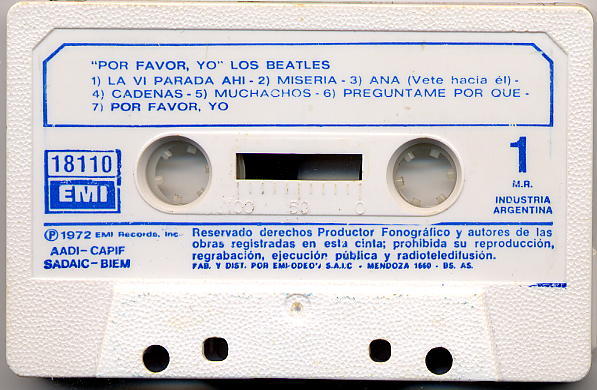 "POR FAVOR, YO" LOS BEATLES
1) LA VI PARADA AHI - 2) MISERIA - 3) ANA (Vete hacia él) -
4) CADENAS - 5) MUCHACHOS - 6) PREGUNTAME POR QUE -
7) POR FAVOR, YO
18110
EMI
1
M.R.
INDUSTRIA
ARGENTINA
100 50 0
Ⓟ 1972 EMI Records, Inc.
AADI-CAPIF
SADAIC-BIEM
Reservado derechos Productor Fonográfico y autores de las
obras registradas en esta cinta; prohibida su reproducción,
regrabación, ejecución pública y radioteledifusión.
FAB. Y DIST. POR EMI-ODEON S.A.I.C - MENDOZA 1660 - BS. AS.